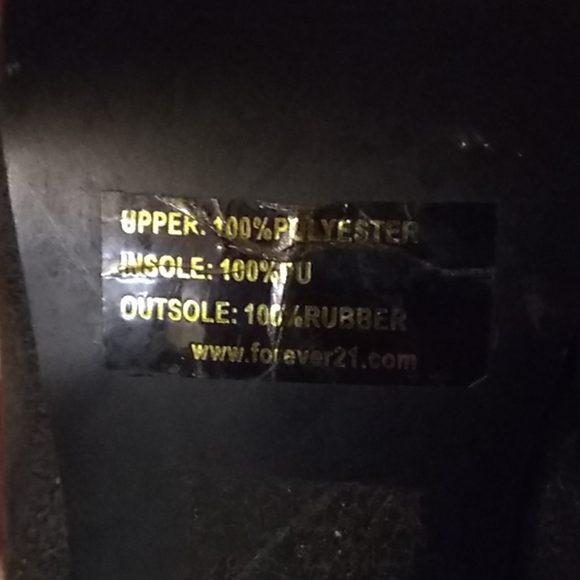 UPPER: 100%POLYESTER
INSOLE: 100%PU
OUTSOLE: 100%RUBBER
www.forever21.com